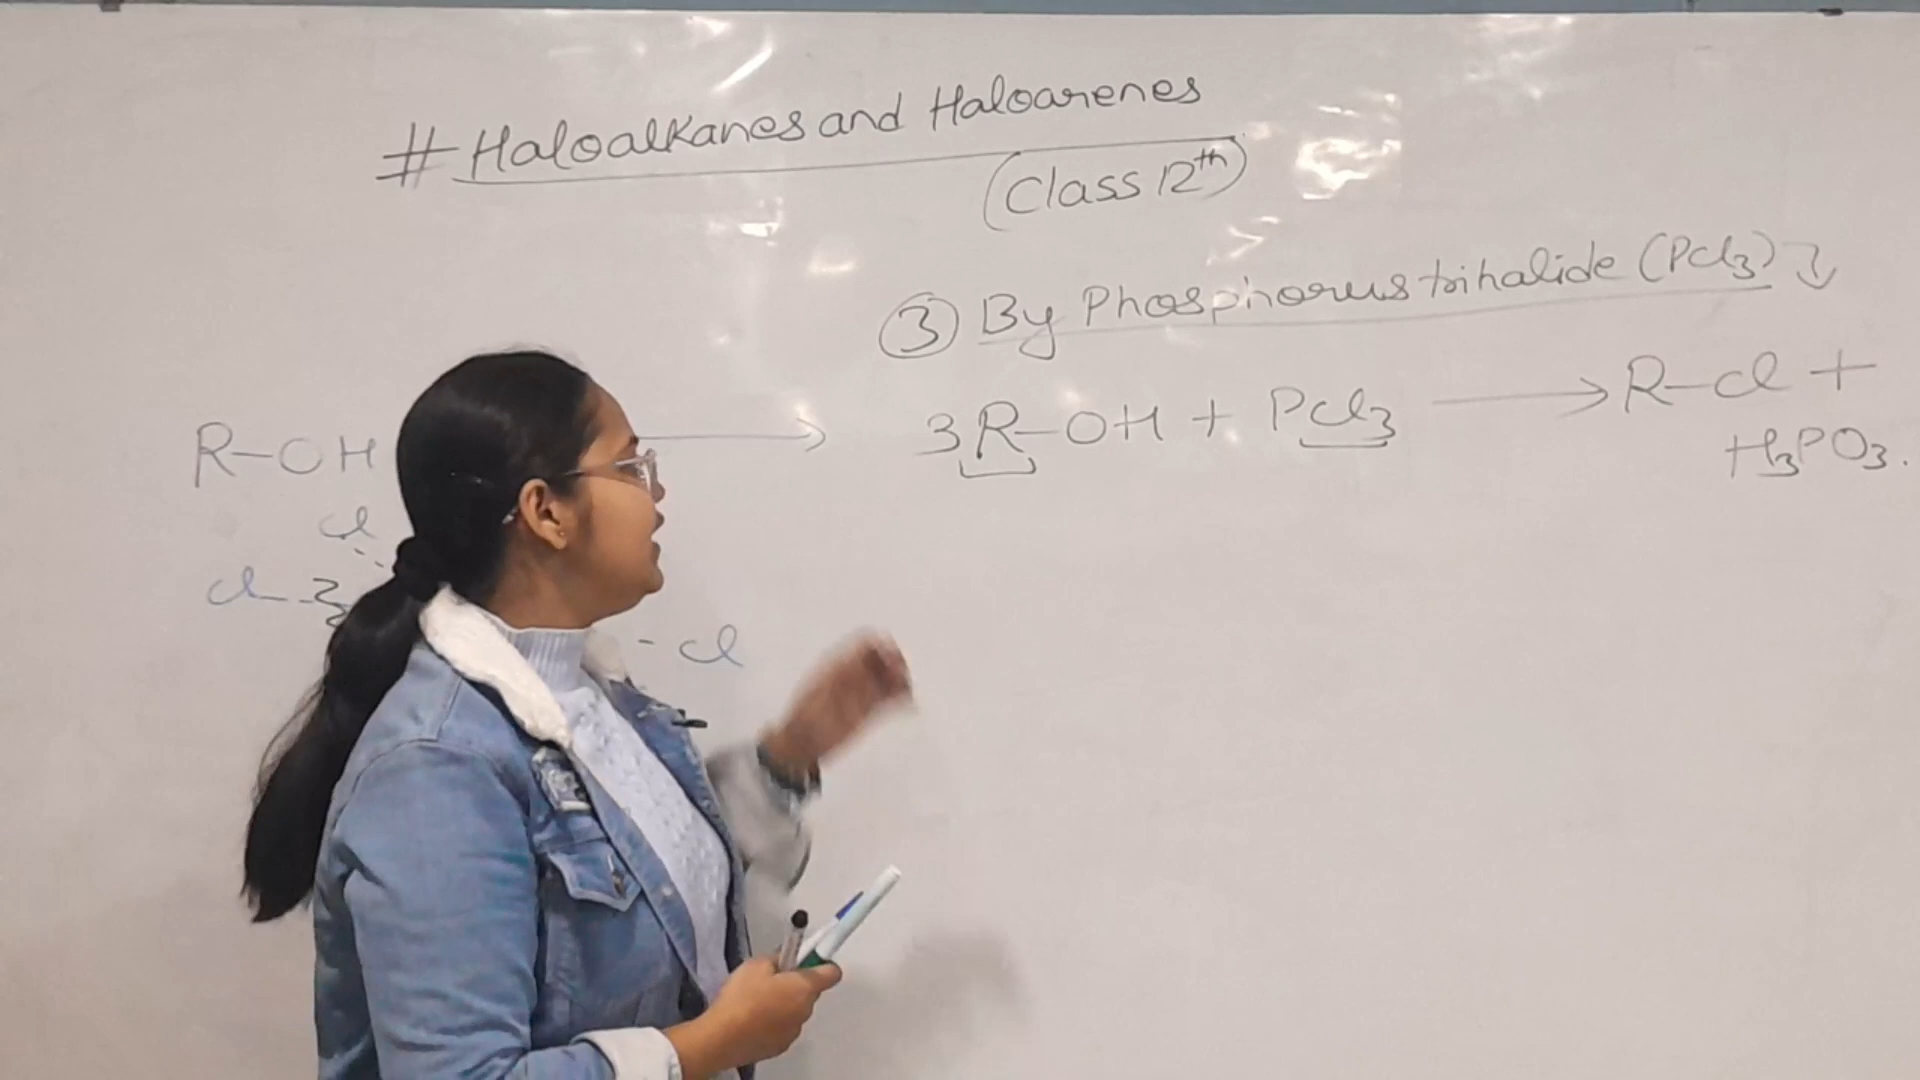 # Haloalkanes and Haloarenes
(Class 12th)
③ By Phosphorus trihalide (PCl3)
3R-OH + PCl3 ⟶ R-Cl +
H3PO3.
R-OH ⟶
Cl
Cl
-Cl